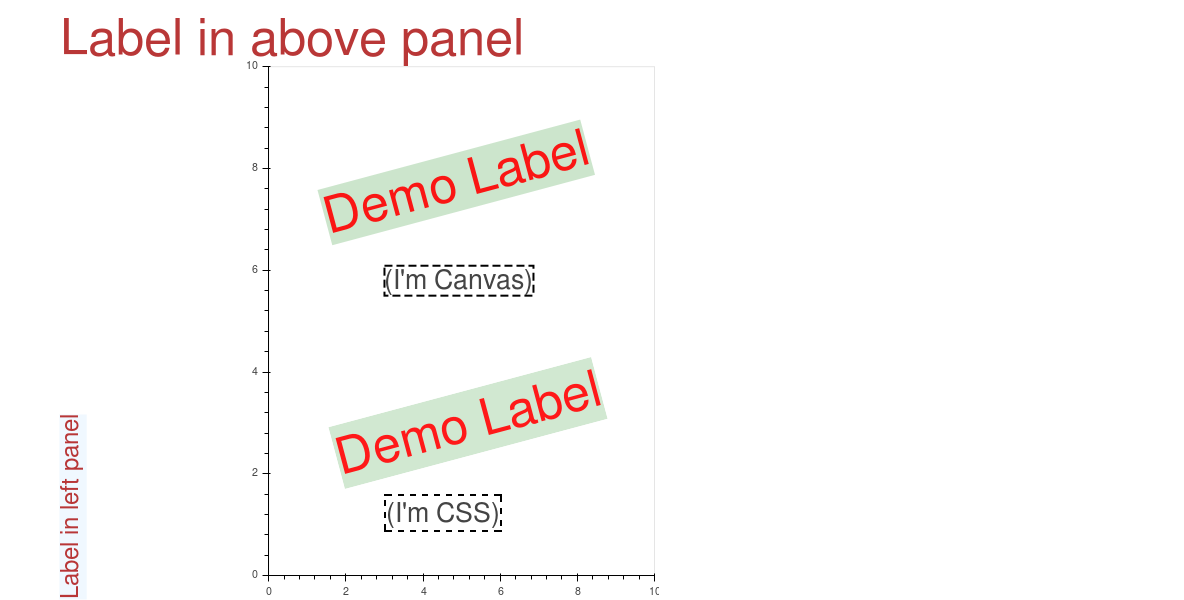 Label in above panel
10
Demo Label
8
(I'm Canvas)
6
4
Demo Label
2
(I'm CSS)
Label in left panel
0
0 2 4 6 8 10